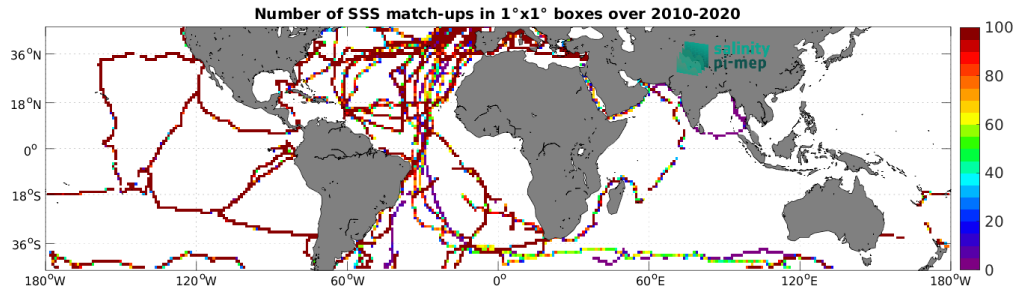 Number of SSS match-ups in 1°x1° boxes over 2010-2020
salinity
pi-mep
36°N
18°N
0°
18°S
36°S
180°W
120°W
60°W
0°
60°E
120°E
180°W
100
80
60
40
20
0